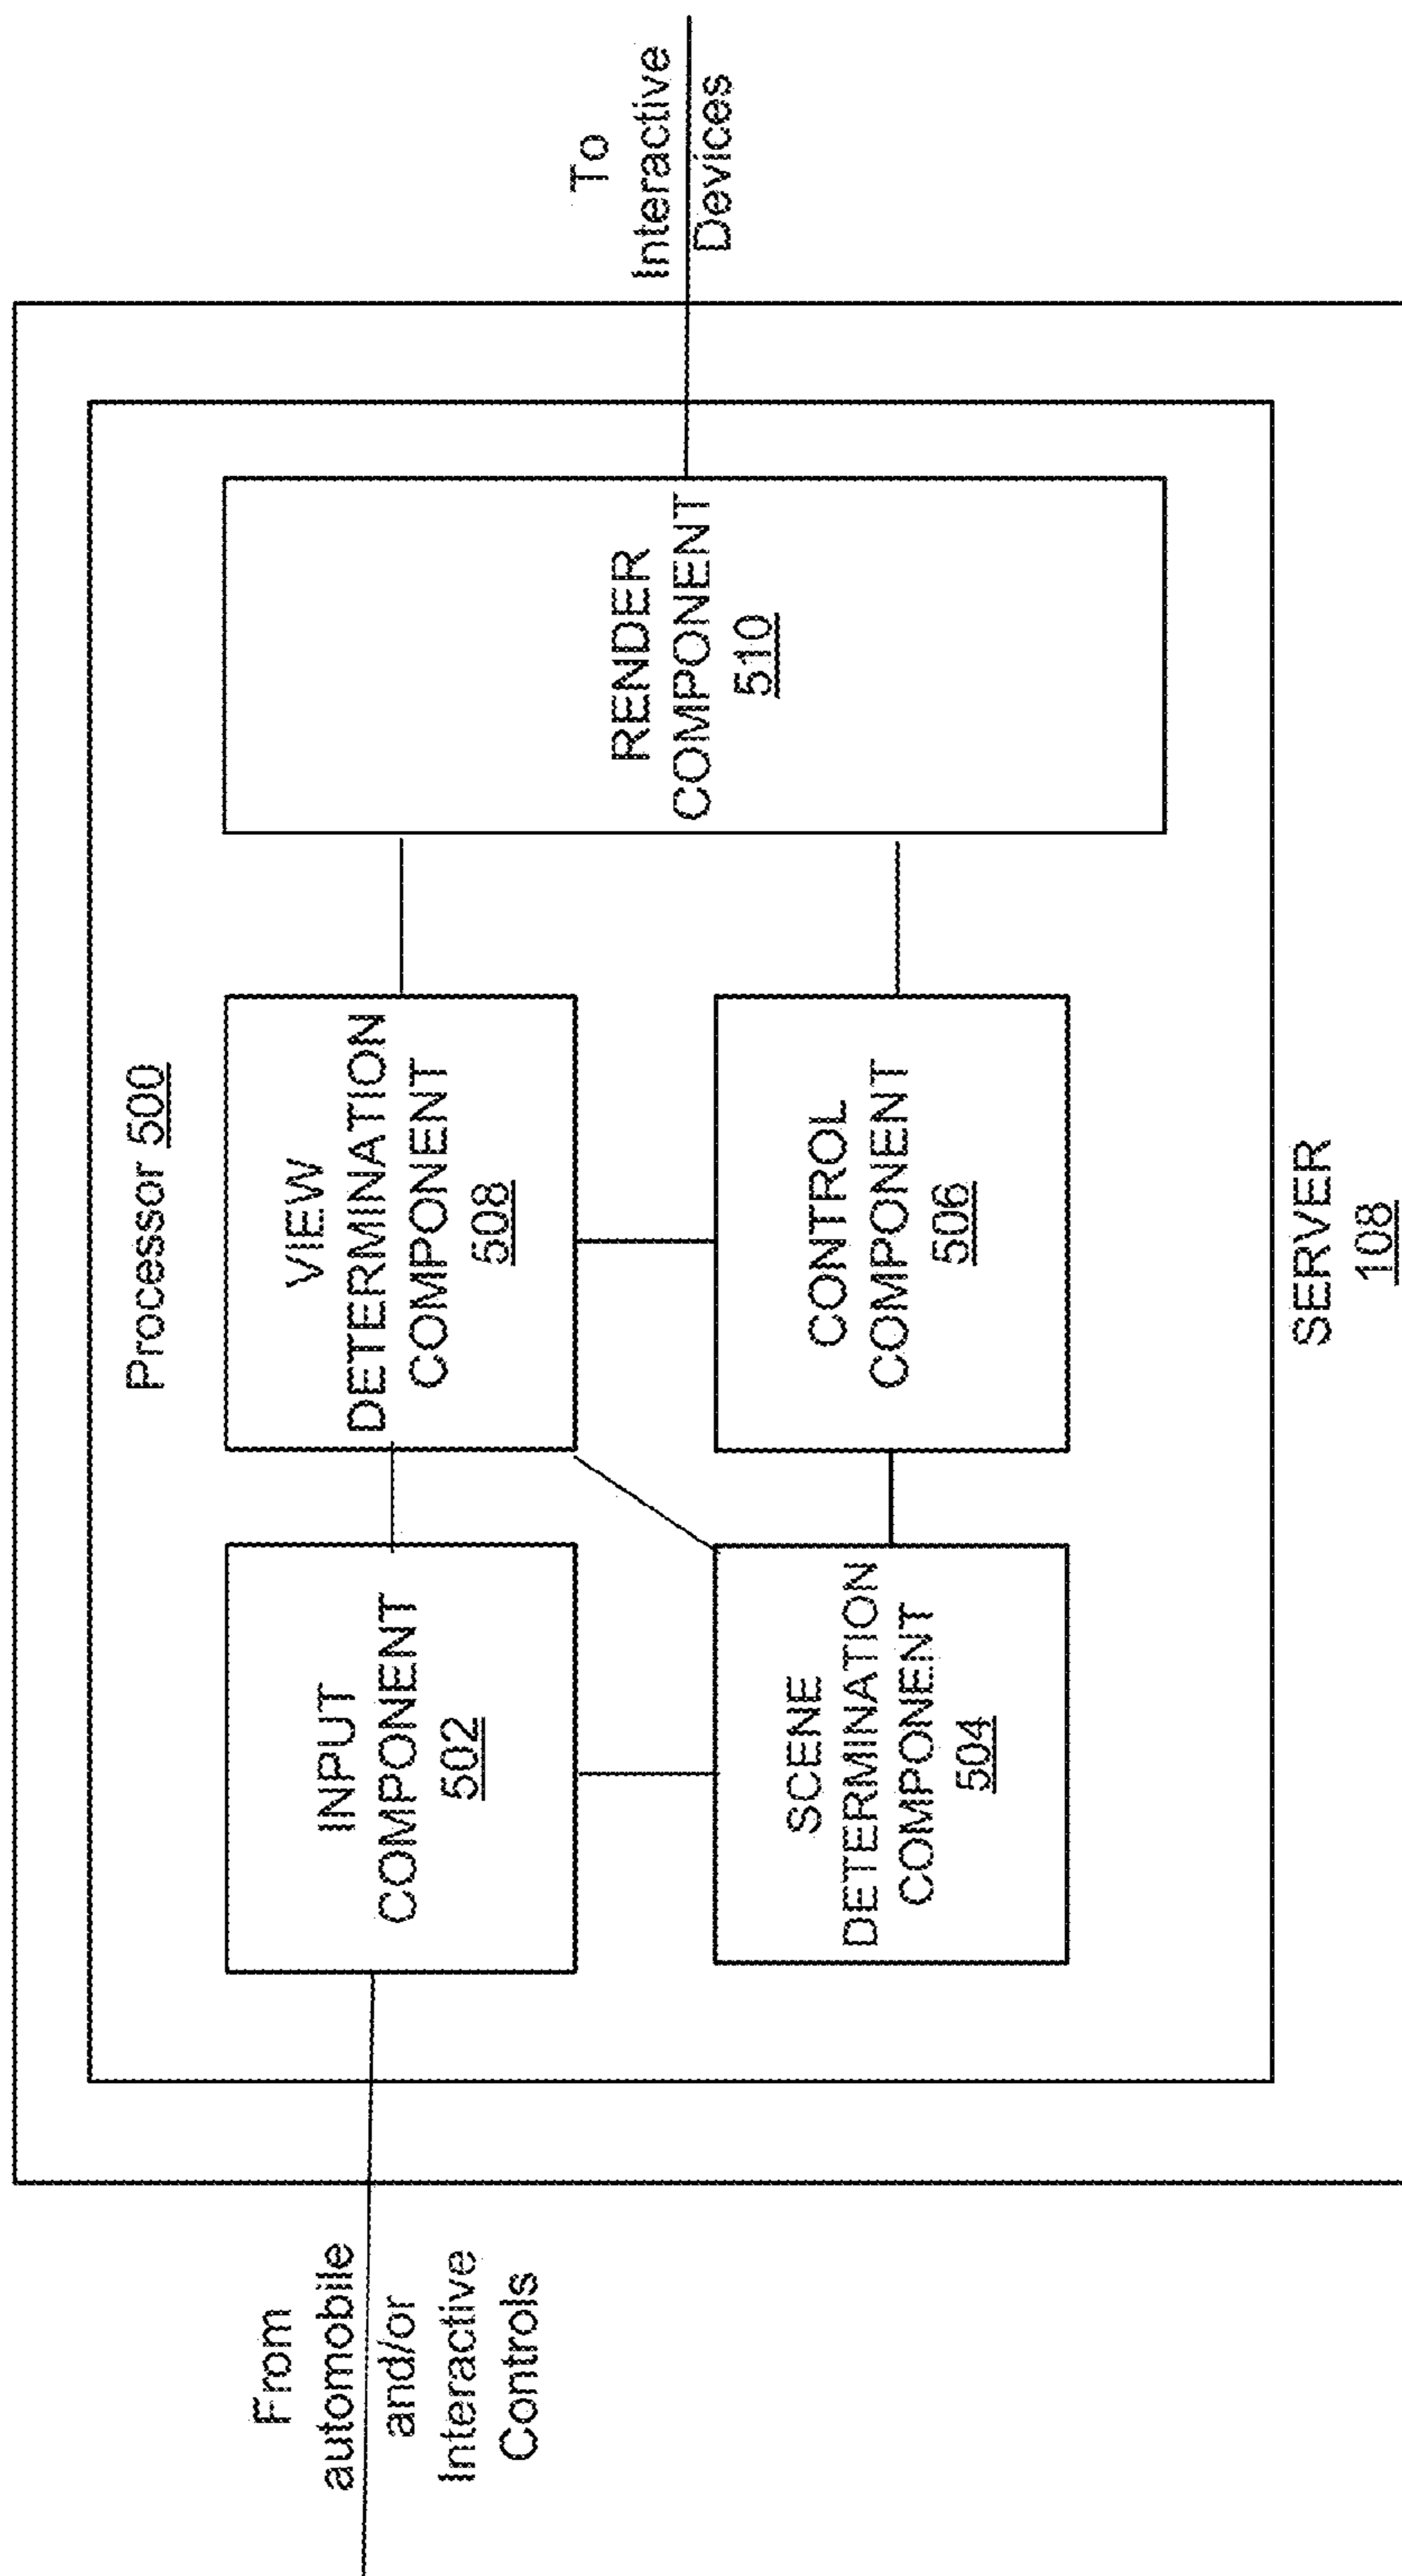 Processor 500
From
automobile
and/or
Interactive
Controls
INPUT
COMPONENT
502
VIEW
DETERMINATION
COMPONENT
508
RENDER
COMPONENT
510
To
Interactive
Devices
SCENE
DETERMINATION
COMPONENT
504
CONTROL
COMPONENT
506
SERVER
108